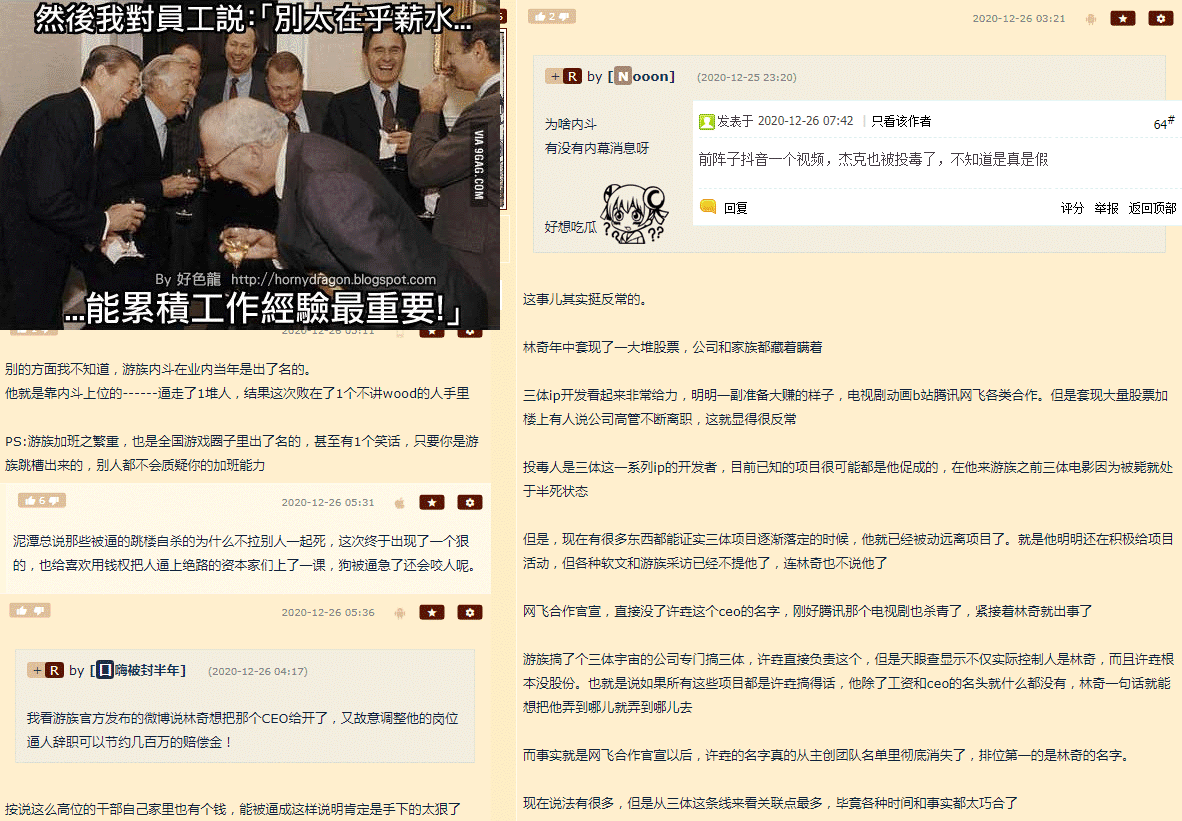 然後我對員工説:「別太在乎薪水...
VIA 9GAG.COM
By 好色龍 http://hornydragon.blogspot.com
...能累積工作經驗最重要!」
别的方面我不知道，游族内斗在业内当年是出了名的。
他就是靠内斗上位的------逼走了1堆人，结果这次败在了1个不讲wood的人手里
PS:游族加班之繁重，也是全国游戏圈子里出了名的，甚至有1个笑话，只要你是游
族跳槽出来的，别人都不会质疑你的加班能力
6 2020-12-26 05:31
泥潭总说那些被逼的跳楼自杀的为什么不拉别人一起死，这次终于出现了一个狠
的，也给喜欢用钱权把人逼上绝路的资本家们上了一课，狗被逼急了还会咬人呢。
2020-12-26 05:36
+ R by [口嗨被封半年] (2020-12-26 04:17)
我看游族官方发布的微博说林奇想把那个CEO给开了，又故意调整他的岗位
逼人辞职可以节约几百万的赔偿金！
按说这么高位的干部自己家里也有个钱，能被逼成这样说明肯定是手下的太狠了
2 2020-12-26 03:21
+ R by [Nooon] (2020-12-25 23:20)
为啥内斗
有没有内幕消息呀
好想吃瓜
发表于 2020-12-26 07:42 | 只看该作者 64#
前阵子抖音一个视频，杰克也被投毒了，不知道是真是假
回复 评分 举报 返回顶部
这事儿其实挺反常的。
林奇年中套现了一大堆股票，公司和家族都藏着瞒着
三体ip开发看起来非常给力，明明一副准备大赚的样子，电视剧动画b站腾讯网飞各类合作。但是套现大量股票加
楼上有人说公司高管不断离职，这就显得很反常
投毒人是三体这一系列ip的开发者，目前已知的项目很可能都是他促成的，在他来游族之前三体电影因为被毙就处
于半死状态
但是，现在有很多东西都能证实三体项目逐渐落定的时候，他就已经被动远离项目了。就是他明明还在积极给项目
活动，但各种软文和游族采访已经不提他了，连林奇也不说他了
网飞合作官宣，直接没了许垚这个ceo的名字，刚好腾讯那个电视剧也杀青了，紧接着林奇就出事了
游族搞了个三体宇宙的公司专门搞三体，许垚直接负责这个，但是天眼查显示不仅实际控制人是林奇，而且许垚根
本没股份。也就是说如果所有这些项目都是许垚搞得话，他除了工资和ceo的名头就什么都没有，林奇一句话就能
想把他弄到哪儿就弄到哪儿去
而事实就是网飞合作官宣以后，许垚的名字真的从主创团队名单里彻底消失了，排位第一的是林奇的名字。
现在说法有很多，但是从三体这条线来看关联点最多，毕竟各种时间和事实都太巧合了